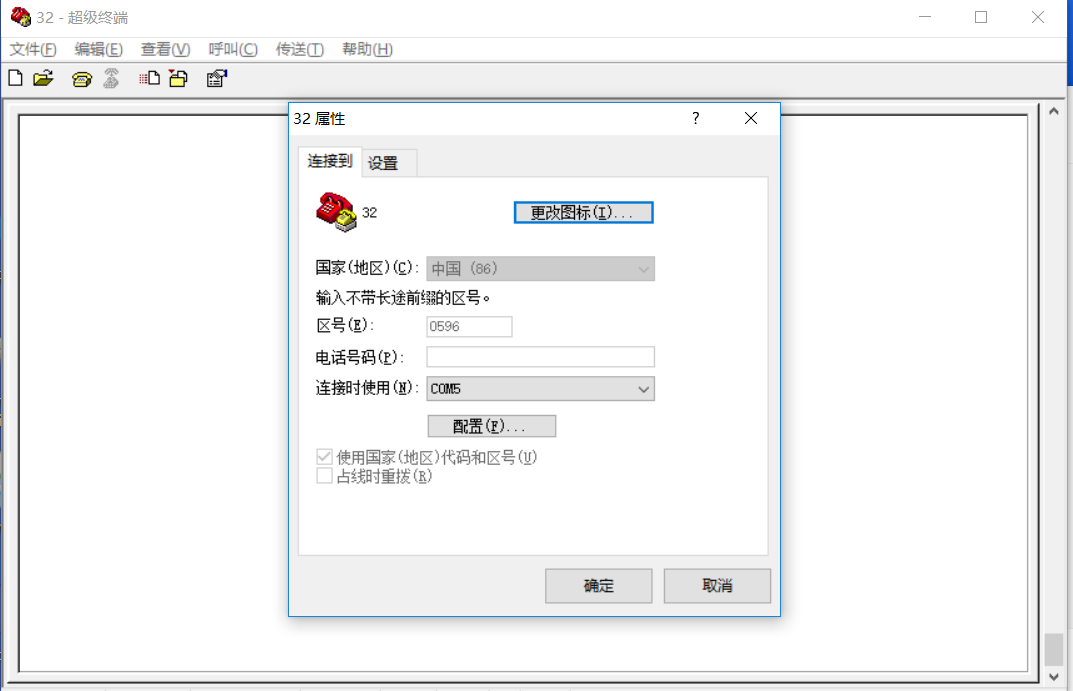 32 - 超级终端
文件(F) 编辑(E) 查看(V) 呼叫(C) 传送(T) 帮助(H)
32 属性
?
连接到 设置
32
更改图标(I)...
国家(地区)(C): 中国 (86)
输入不带长途前缀的区号。
区号(E): 0596
电话号码(P):
连接时使用(N): COM5
配置(F)...
使用国家(地区)代码和区号(U)
占线时重拨(R)
确定 取消